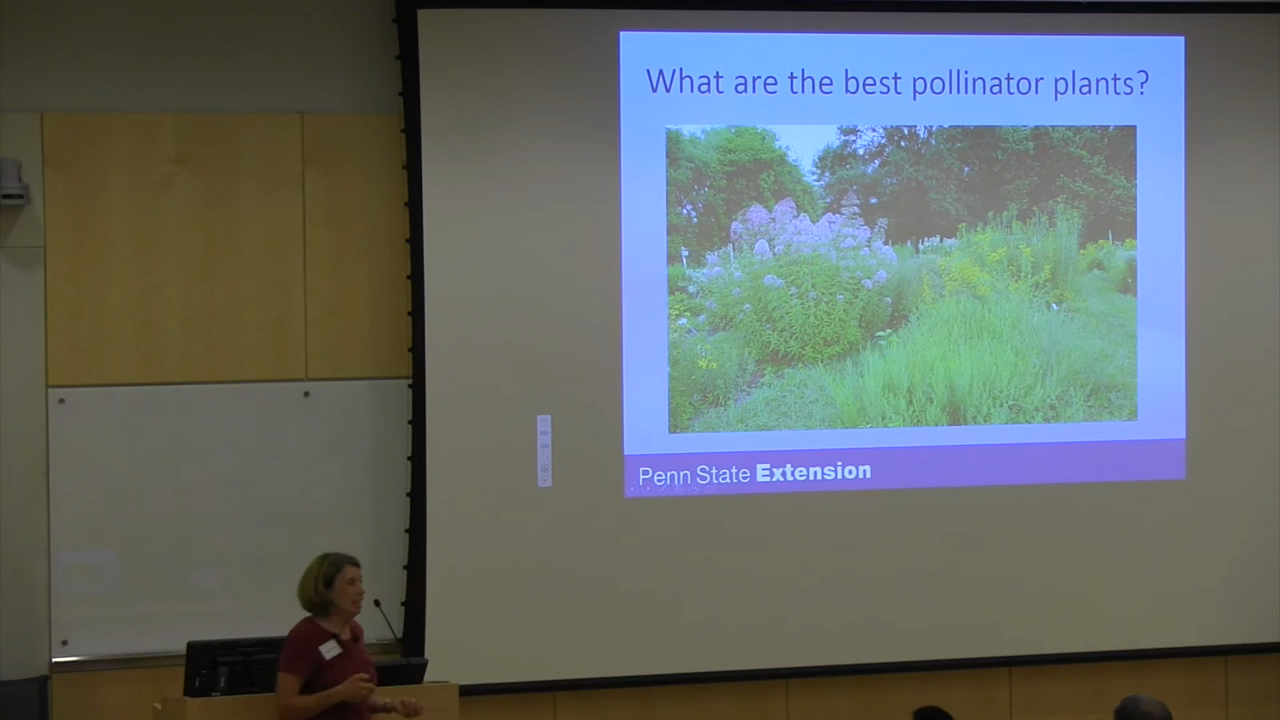 What are the best pollinator plants?
Penn State Extension